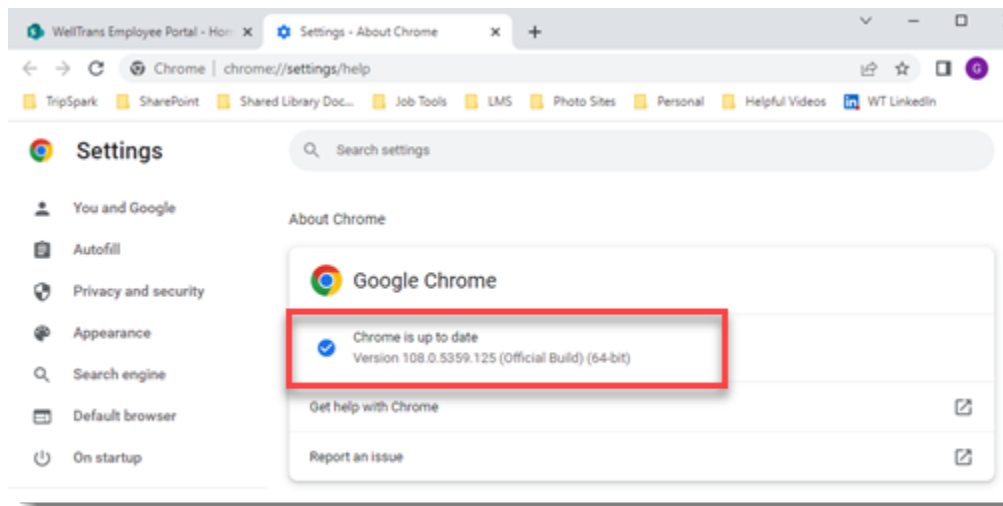 WellTrans Employee Portal - Hom
Settings - About Chrome
Chrome | chrome://settings/help
G
TripSpark
SharePoint
Shared Library Doc...
Job Tools
LMS
Photo Sites
Personal
Helpful Videos
in
WT LinkedIn
Settings
Search settings
You and Google
Autofill
Privacy and security
Appearance
Search engine
Default browser
On startup
About Chrome
Google Chrome
Chrome is up to date
Version 108.0.5359.125 (Official Build) (64-bit)
Get help with Chrome
Report an issue